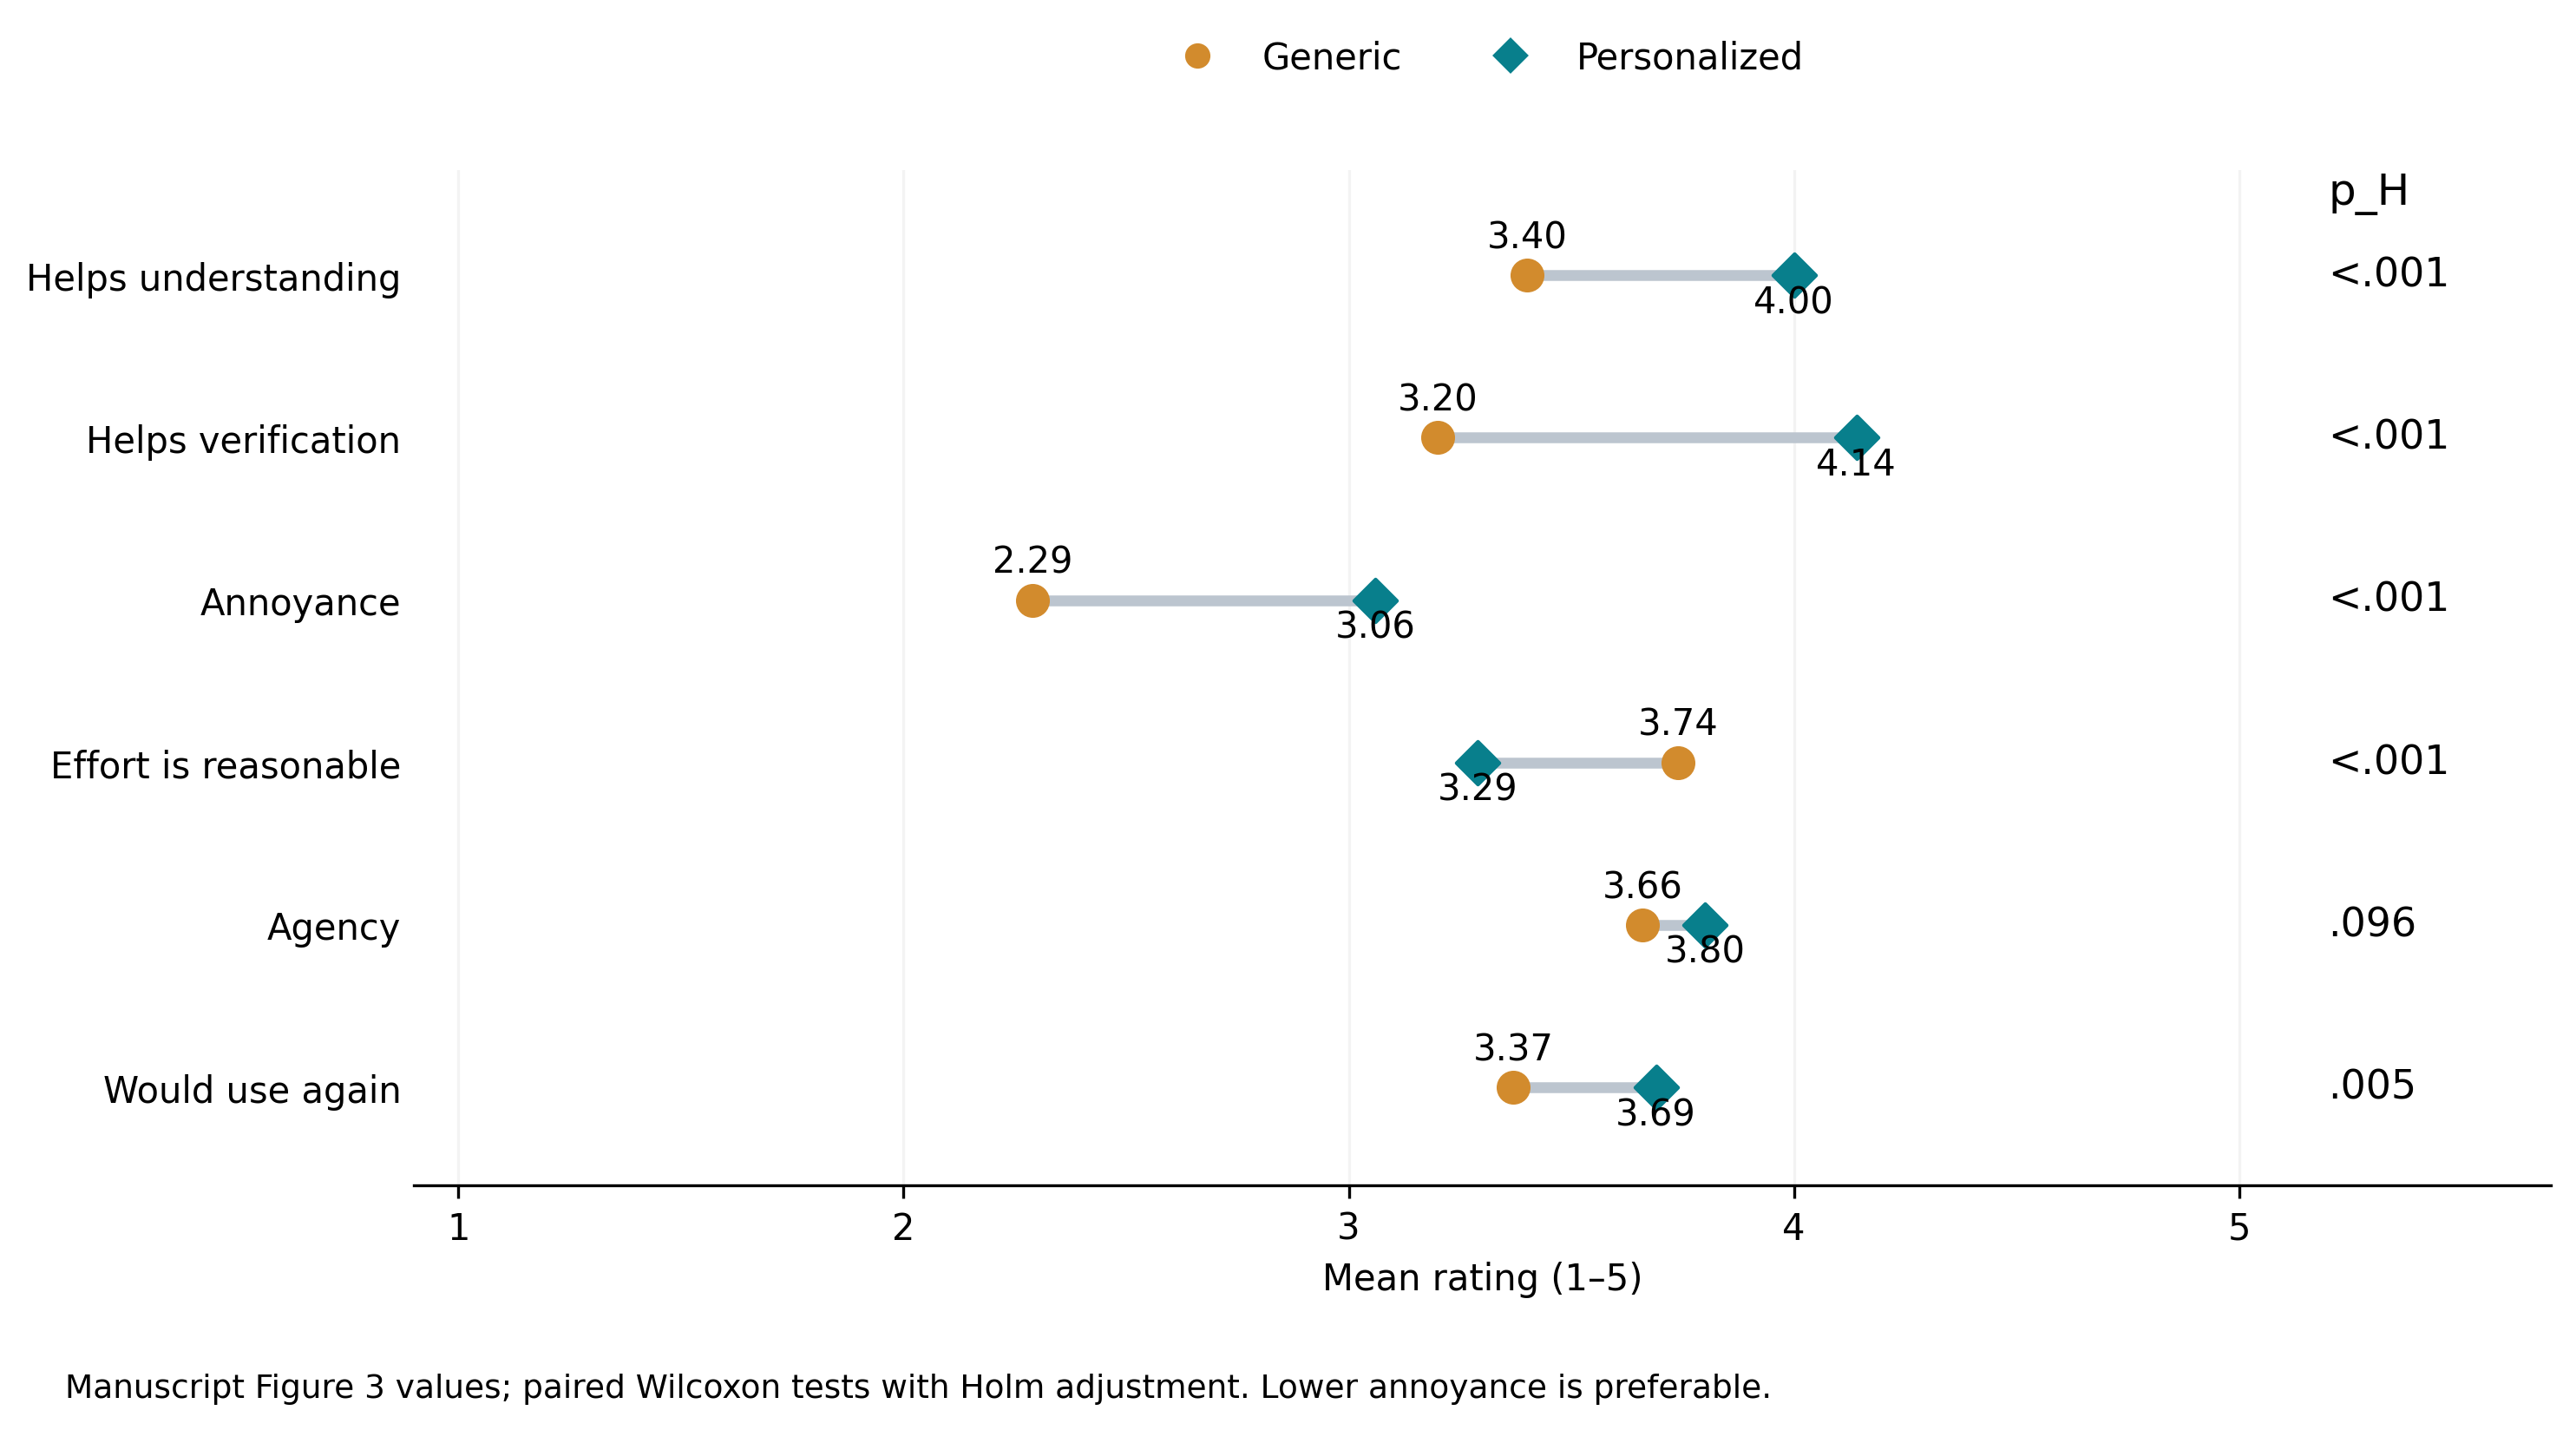 Generic Personalized
p_H
3.40
Helps understanding <.001
4.00
3.20
Helps verification <.001
4.14
2.29
Annoyance <.001
3.06
3.74
Effort is reasonable <.001
3.29
3.66
Agency .096
3.80
3.37
Would use again .005
3.69
1 2 3 4 5
Mean rating (1–5)
Manuscript Figure 3 values; paired Wilcoxon tests with Holm adjustment. Lower annoyance is preferable.